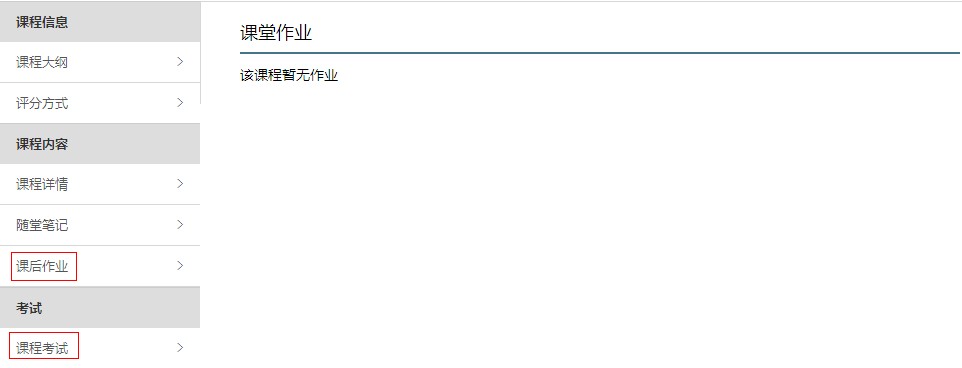 课程信息
课程大纲
评分方式
课程内容
课程详情
随堂笔记
课后作业
考试
课程考试
课堂作业
该课程暂无作业